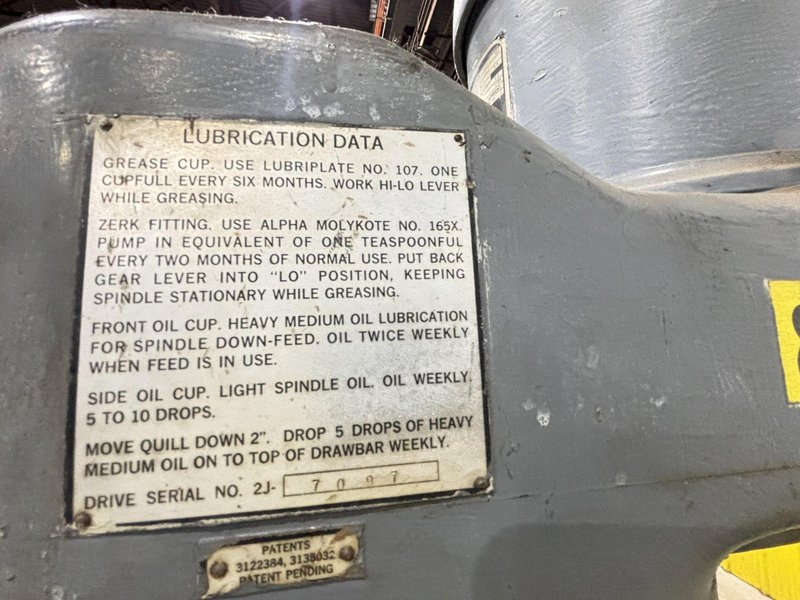 LUBRICATION DATA
GREASE CUP. USE LUBRIPLATE NO. 107. ONE
CUPFULL EVERY SIX MONTHS. WORK HI-LO LEVER
WHILE GREASING.
ZERK FITTING. USE ALPHA MOLYKOTE NO. 165X.
PUMP IN EQUIVALENT OF ONE TEASPOONFUL
EVERY TWO MONTHS OF NORMAL USE. PUT BACK
GEAR LEVER INTO "LO" POSITION, KEEPING
SPINDLE STATIONARY WHILE GREASING.
FRONT OIL CUP. HEAVY MEDIUM OIL LUBRICATION
FOR SPINDLE DOWN-FEED. OIL TWICE WEEKLY
WHEN FEED IS IN USE.
SIDE OIL CUP. LIGHT SPINDLE OIL. OIL WEEKLY.
5 TO 10 DROPS.
MOVE QUILL DOWN 2". DROP 5 DROPS OF HEAVY
MEDIUM OIL ON TO TOP OF DRAWBAR WEEKLY.
DRIVE SERIAL NO. 2J- 7097
PATENTS
3122384, 3138032
PATENT PENDING